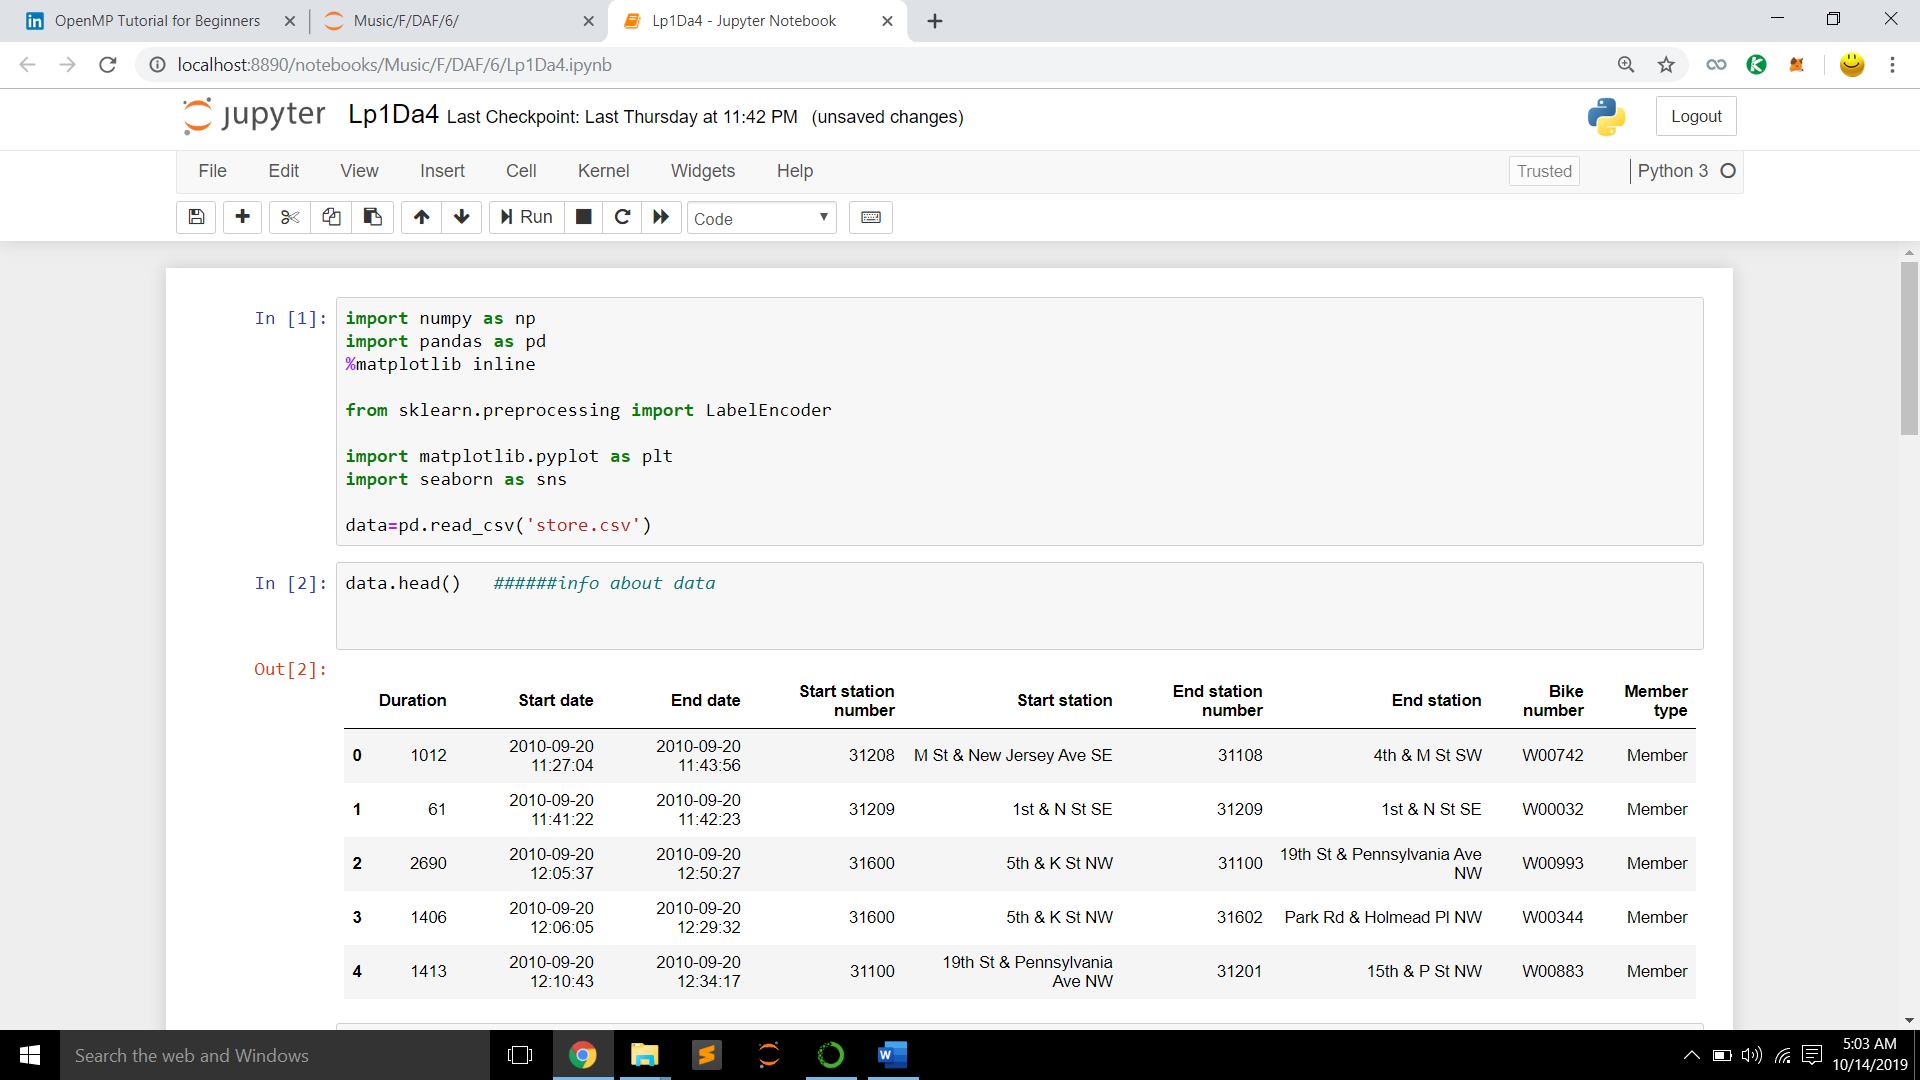 OpenMP Tutorial for Beginners
Music/F/DAF/6/
Lp1Da4 - Jupyter Notebook
localhost:8890/notebooks/Music/F/DAF/6/Lp1Da4.ipynb
jupyter Lp1Da4 Last Checkpoint: Last Thursday at 11:42 PM (unsaved changes)
Logout
File Edit View Insert Cell Kernel Widgets Help
Trusted
Python 3
Run
Code
In [1]: import numpy as np
import pandas as pd
%matplotlib inline
from sklearn.preprocessing import LabelEncoder
import matplotlib.pyplot as plt
import seaborn as sns
data=pd.read_csv('store.csv')
In [2]: data.head() ######info about data
Out[2]:
Duration Start date End date Start station number Start station End station number End station Bike number Member type
0 1012 2010-09-20 11:27:04 2010-09-20 11:43:56 31208 M St & New Jersey Ave SE 31108 4th & M St SW W00742 Member
1 61 2010-09-20 11:41:22 2010-09-20 11:42:23 31209 1st & N St SE 31209 1st & N St SE W00032 Member
2 2690 2010-09-20 12:05:37 2010-09-20 12:50:27 31600 5th & K St NW 31100 19th St & Pennsylvania Ave NW W00993 Member
3 1406 2010-09-20 12:06:05 2010-09-20 12:29:32 31600 5th & K St NW 31602 Park Rd & Holmead Pl NW W00344 Member
4 1413 2010-09-20 12:10:43 2010-09-20 12:34:17 31100 19th St & Pennsylvania Ave NW 31201 15th & P St NW W00883 Member
Search the web and Windows
5:03 AM
10/14/2019